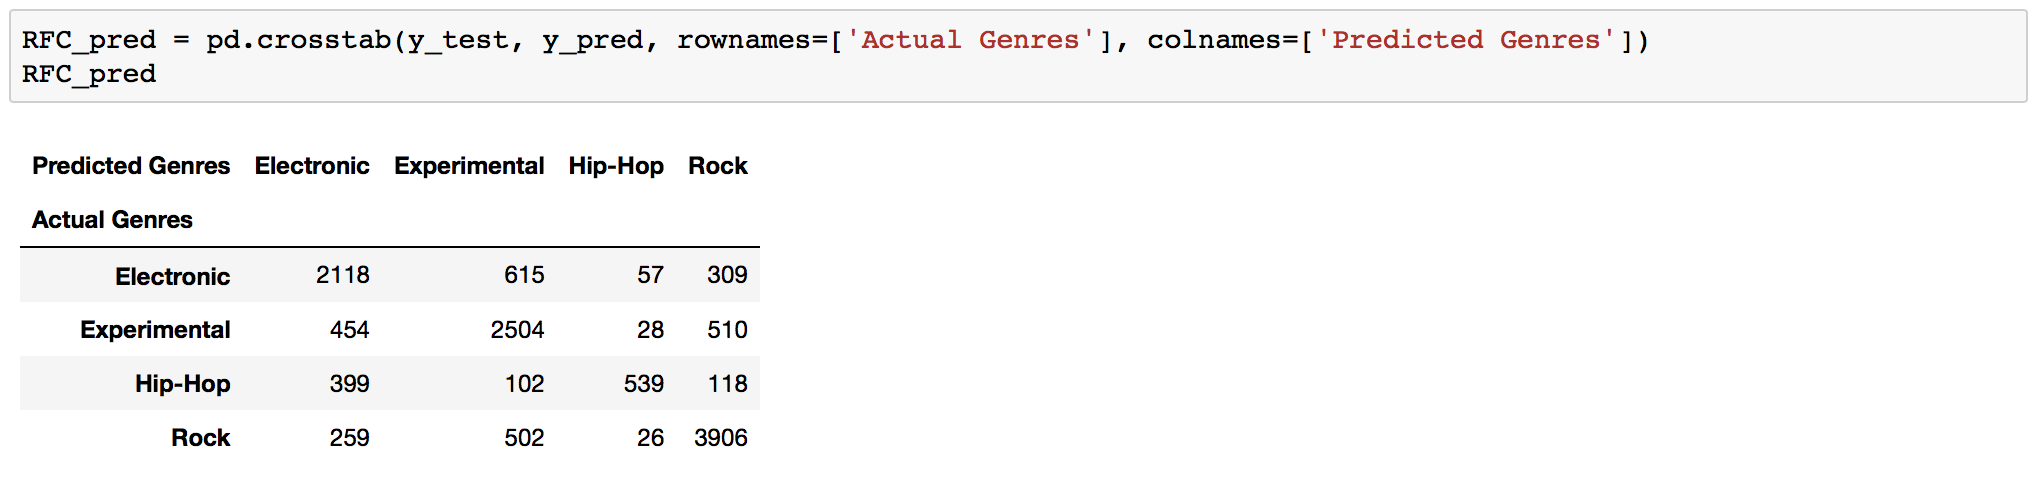 RFC_pred = pd.crosstab(y_test, y_pred, rownames=['Actual Genres'], colnames=['Predicted Genres'])
RFC_pred
Predicted Genres Electronic Experimental Hip-Hop Rock
Actual Genres
Electronic 2118 615 57 309
Experimental 454 2504 28 510
Hip-Hop 399 102 539 118
Rock 259 502 26 3906